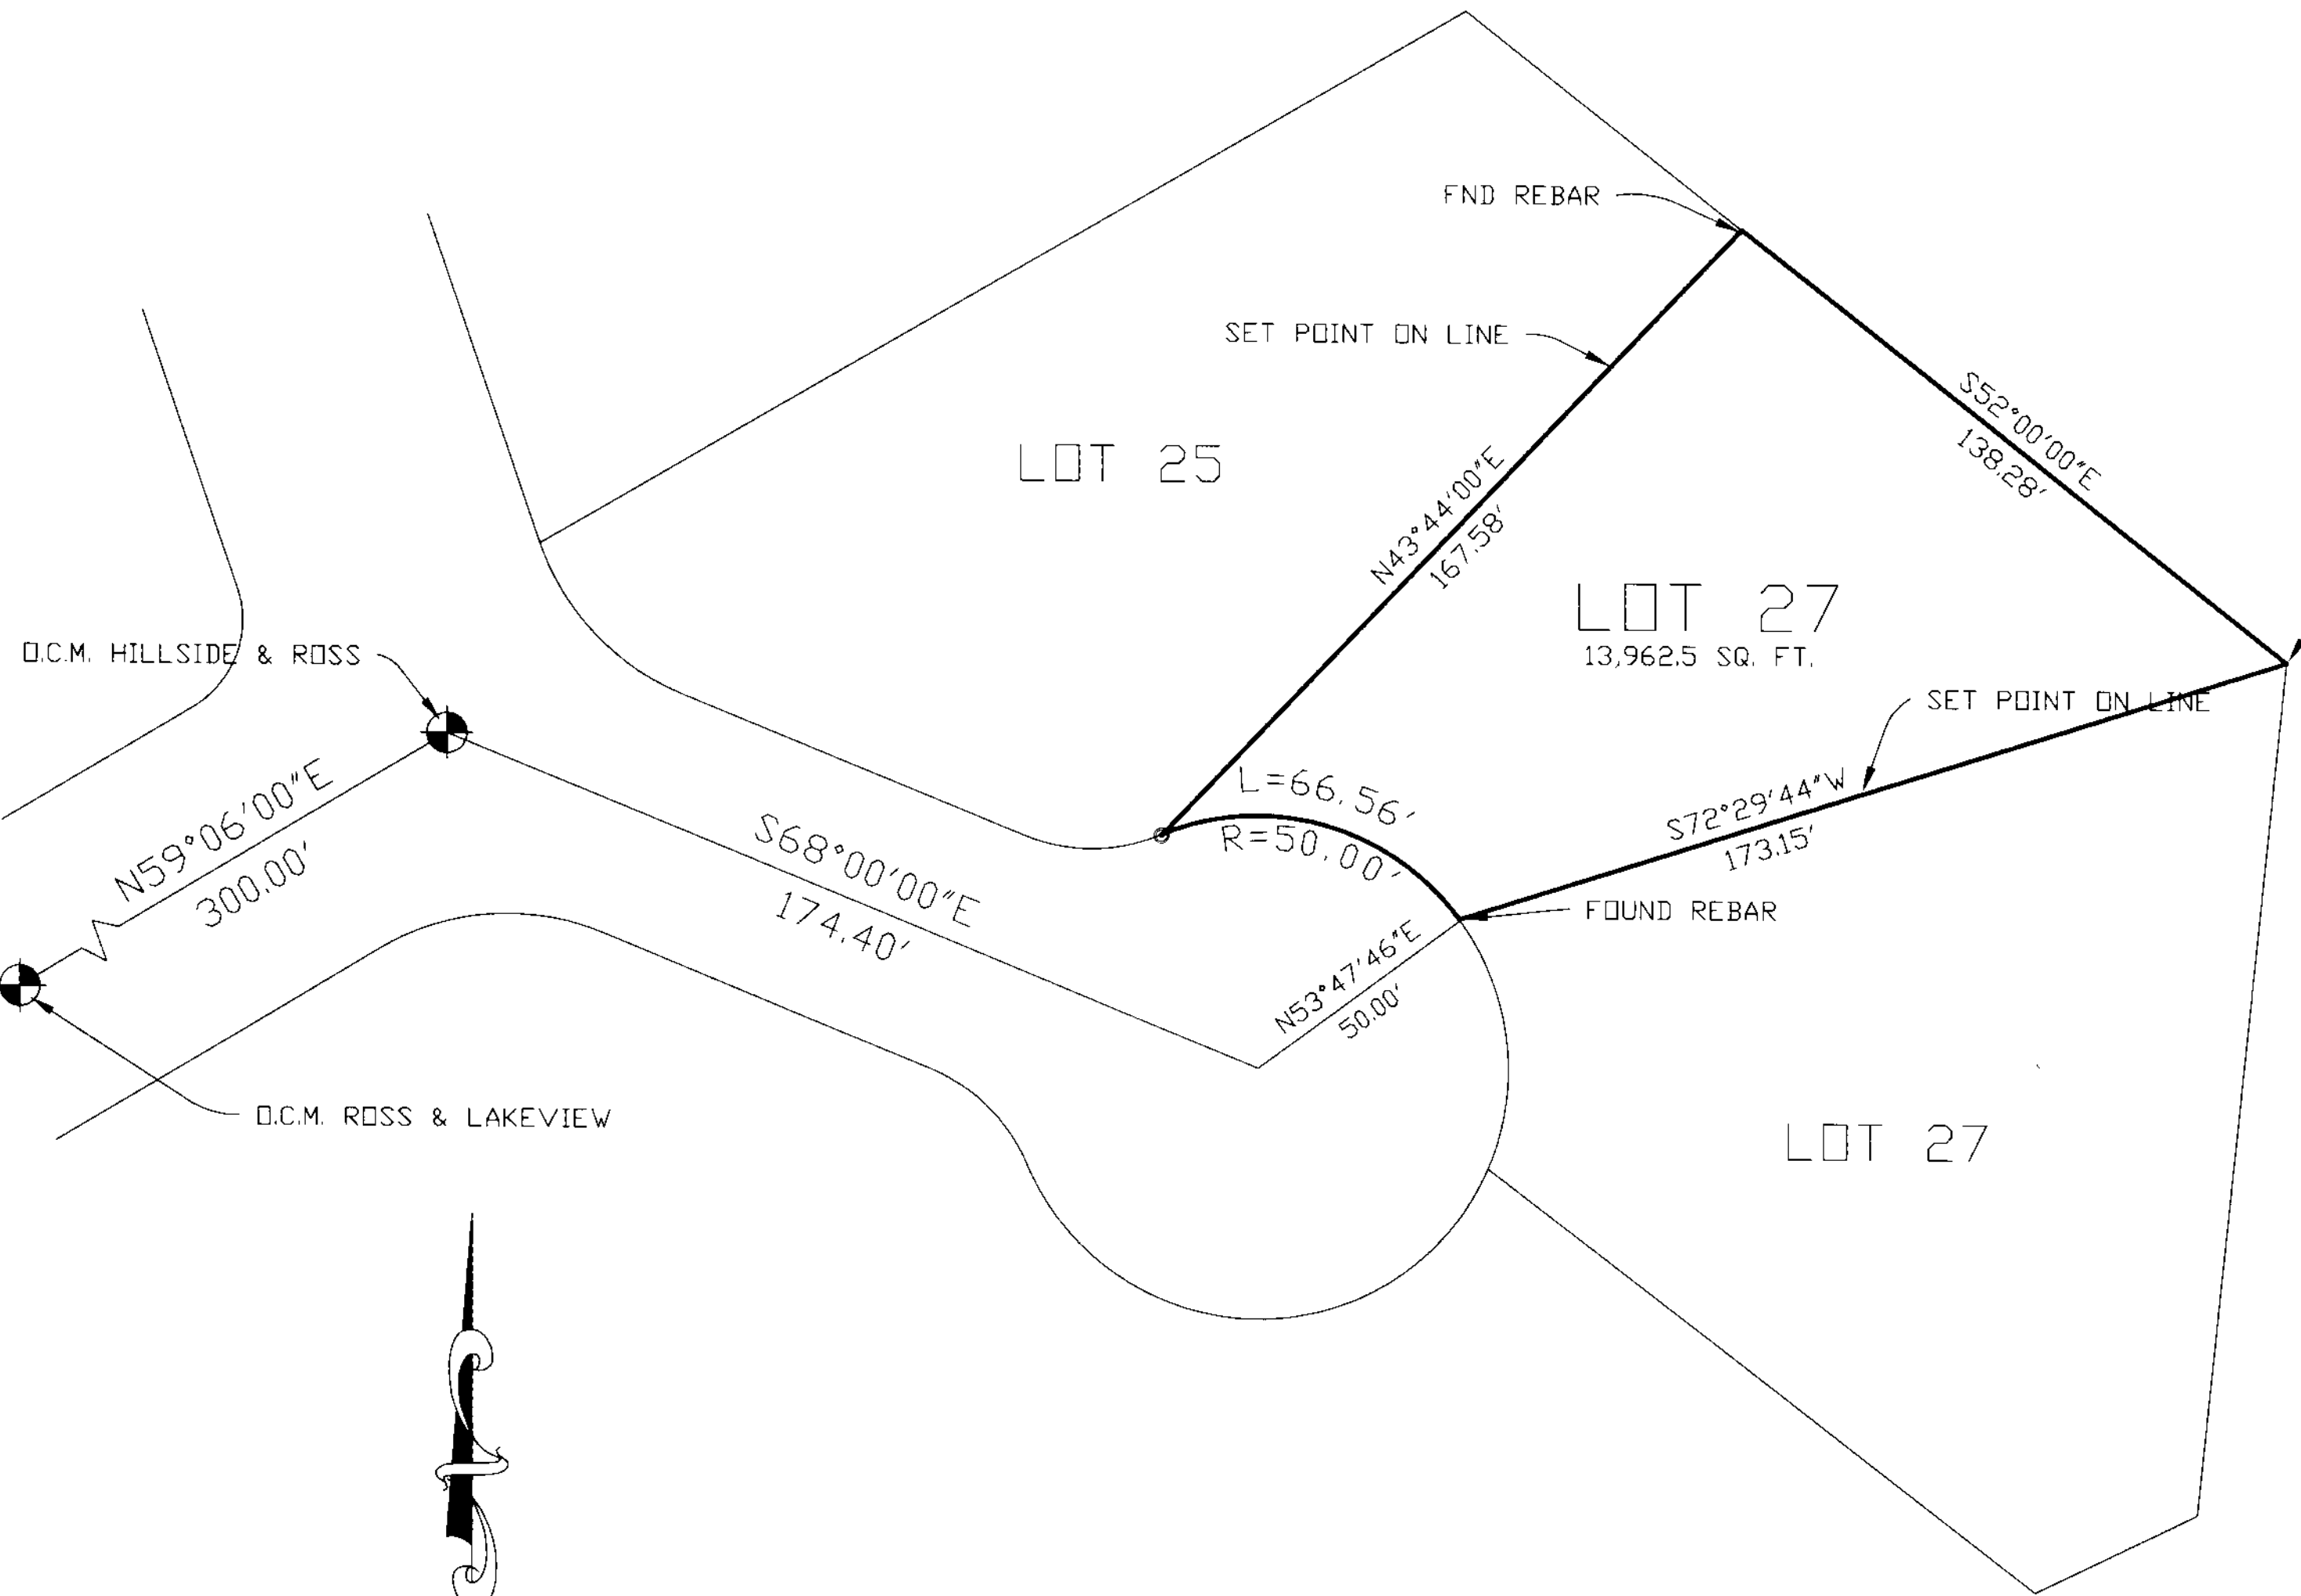 FND REBAR
SET POINT ON LINE
S52°00'00"E
138.28'
LOT 25
N43°44'00"E
167.58'
LOT 27
13,962.5 SQ. FT.
O.C.M. HILLSIDE & ROSS
SET POINT ON LINE
N59°06'00"E
300.00'
S68°00'00"E
174.40'
L=66.56'
R=50.00'
S72°29'44"W
173.15'
FOUND REBAR
N53°47'46"E
50.00'
O.C.M. ROSS & LAKEVIEW
LOT 27